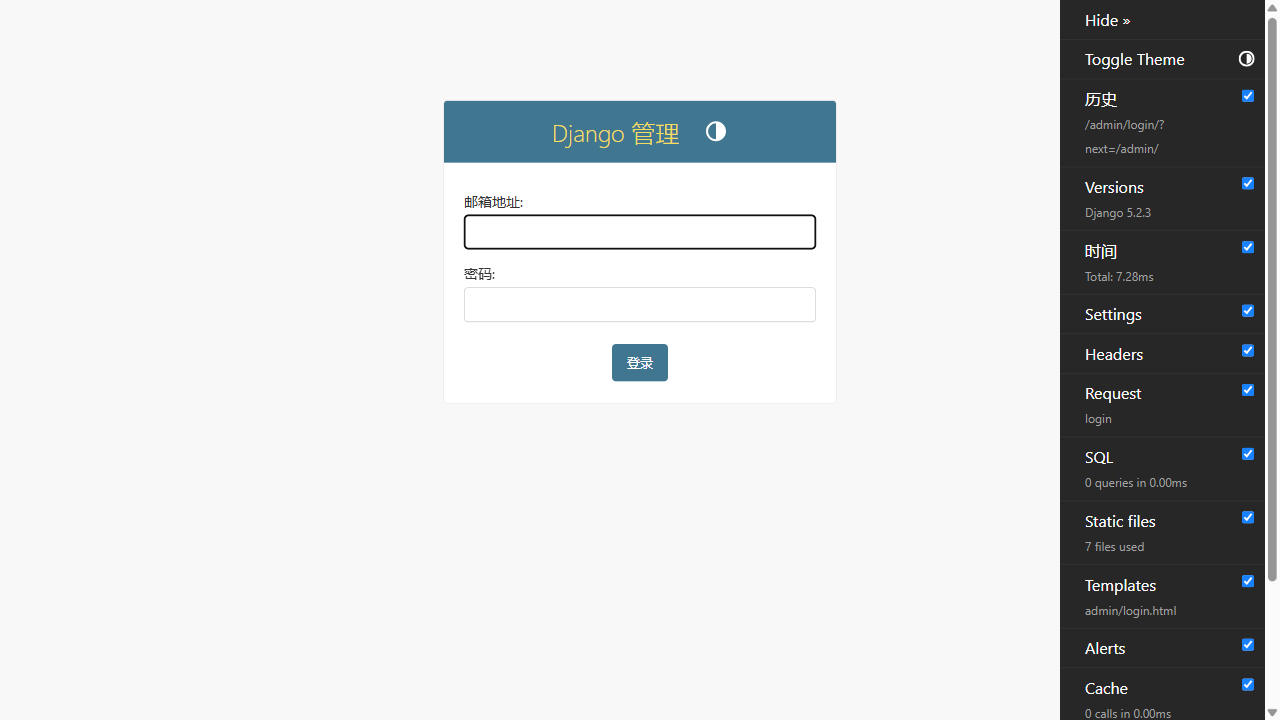 Django 管理
邮箱地址:
密码:
登录
Hide »
Toggle Theme
历史
/admin/login/?
next=/admin/
Versions
Django 5.2.3
时间
Total: 7.28ms
Settings
Headers
Request
login
SQL
0 queries in 0.00ms
Static files
7 files used
Templates
admin/login.html
Alerts
Cache
0 calls in 0.00ms